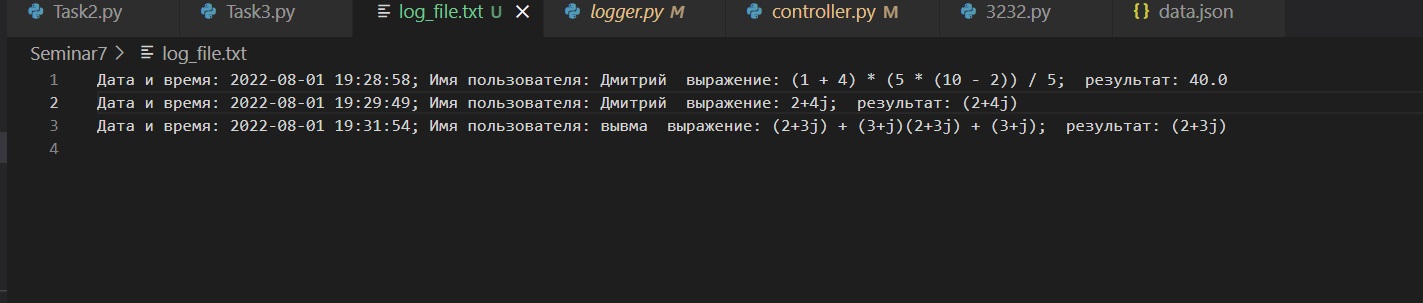 Task2.py Task3.py log_file.txt U logger.py M controller.py M 3232.py {} data.json
Seminar7 > log_file.txt
1 Дата и время: 2022-08-01 19:28:58; Имя пользователя: Дмитрий  выражение: (1 + 4) * (5 * (10 - 2)) / 5;  результат: 40.0
2 Дата и время: 2022-08-01 19:29:49; Имя пользователя: Дмитрий  выражение: 2+4j;  результат: (2+4j)
3 Дата и время: 2022-08-01 19:31:54; Имя пользователя: вывма  выражение: (2+3j) + (3+j)(2+3j) + (3+j);  результат: (2+3j)
4